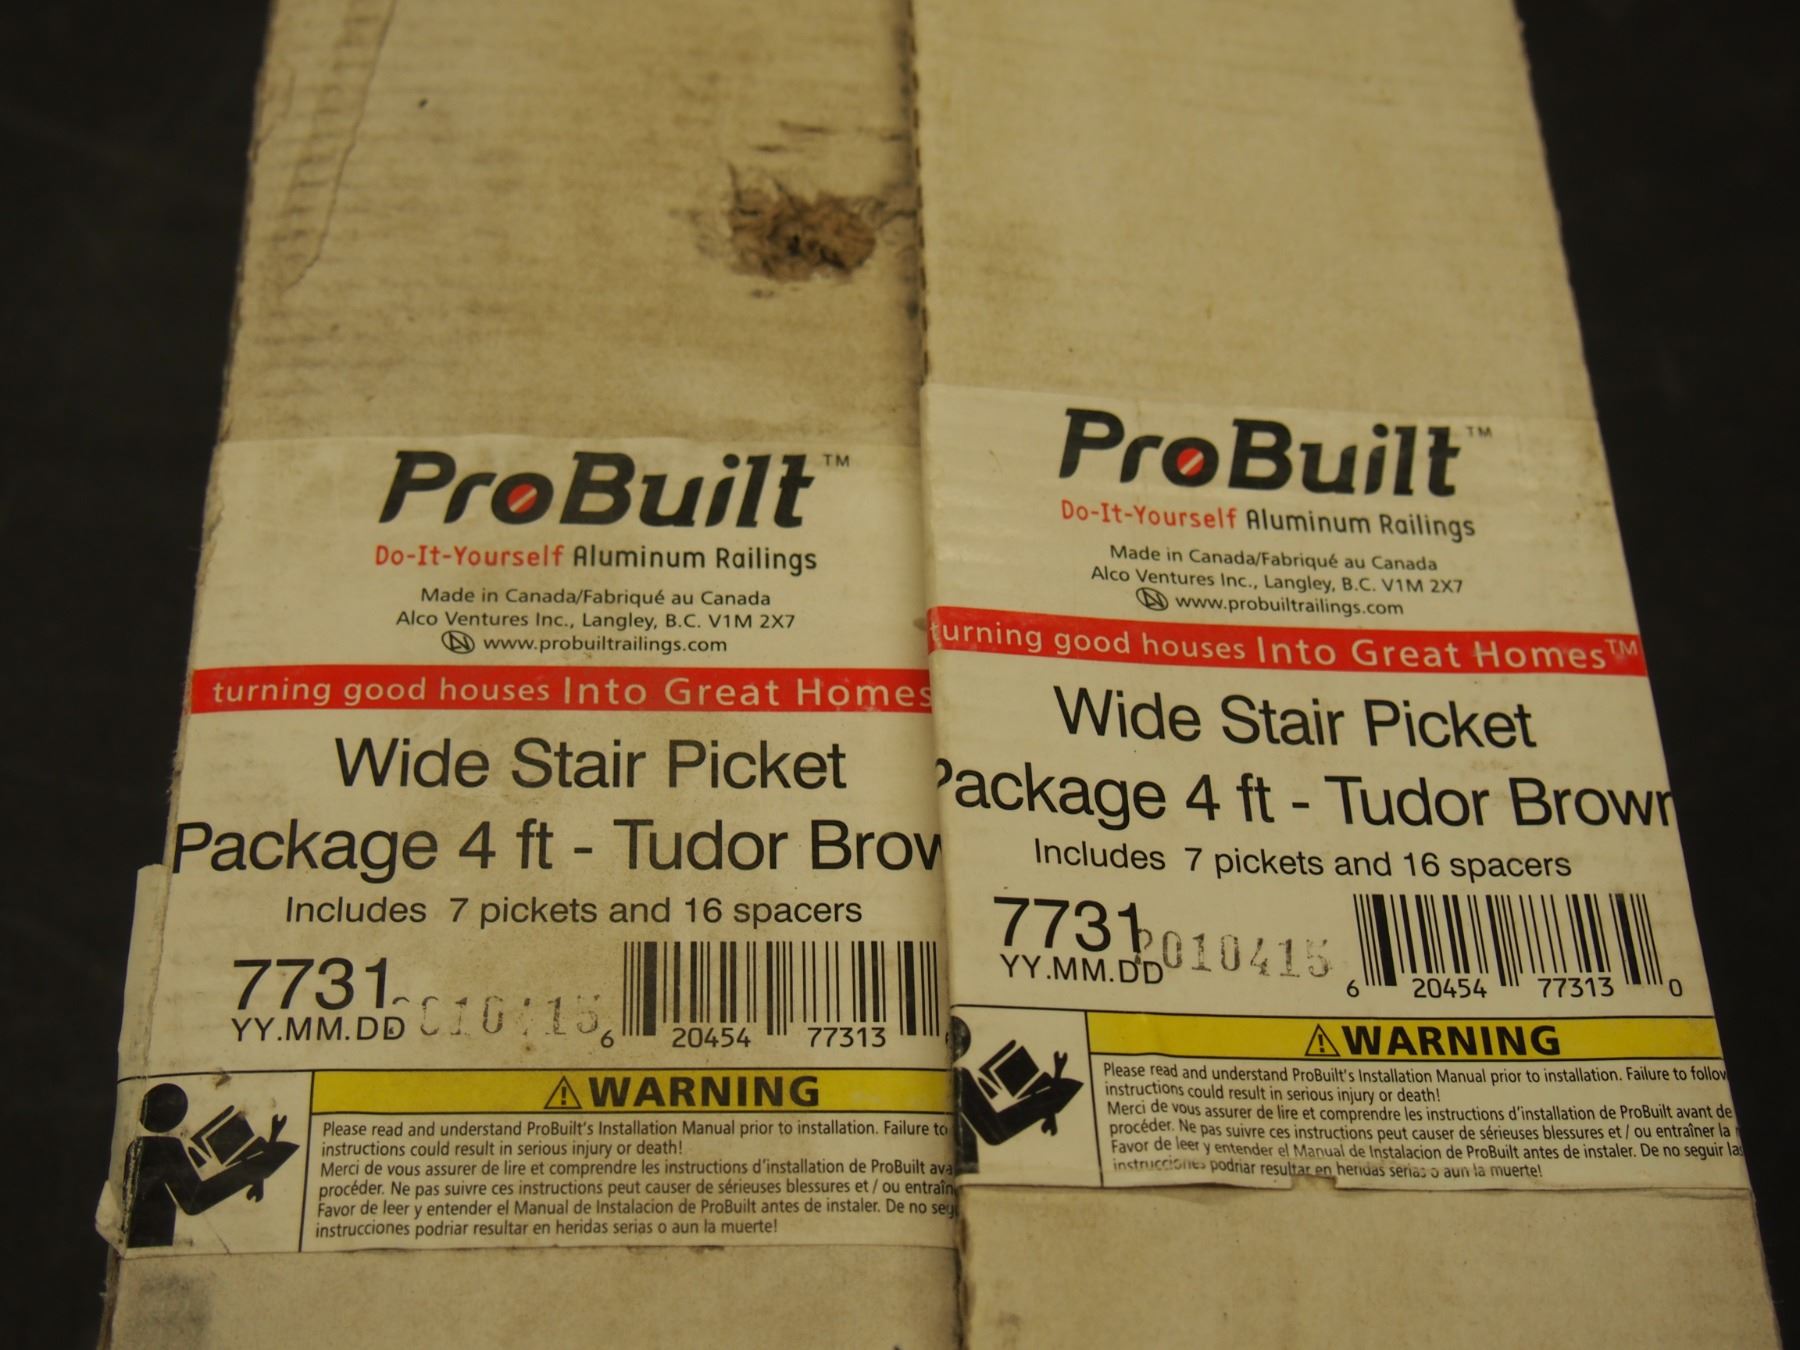 ProBuilt™
Do-It-Yourself Aluminum Railings
Made in Canada/Fabriqué au Canada
Alco Ventures Inc., Langley, B.C. V1M 2X7
www.probuiltrailings.com
turning good houses Into Great Homes
Wide Stair Picket
Package 4 ft - Tudor Brow
Includes 7 pickets and 16 spacers
7731
YY.MM.DD
6 20454 77313
WARNING
Please read and understand ProBuilt's Installation Manual prior to installation. Failure to
instructions could result in serious injury or death!
Merci de vous assurer de lire et comprendre les instructions d'installation de ProBuilt ava
procéder. Ne pas suivre ces instructions peut causer de sérieuses blessures et / ou entraîn
Favor de leer y entender el Manual de Instalacion de ProBuilt antes de instaler. De no seg
instrucciones podriar resultar en heridas serias o aun la muerte!
ProBuilt™
Do-It-Yourself Aluminum Railings
Made in Canada/Fabriqué au Canada
Alco Ventures Inc., Langley, B.C. V1M 2X7
www.probuiltrailings.com
turning good houses Into Great Homes™
Wide Stair Picket
Package 4 ft - Tudor Brown
Includes 7 pickets and 16 spacers
7731
YY.MM.DD 2010415
6 20454 77313 0
WARNING
Please read and understand ProBuilt's Installation Manual prior to installation. Failure to follow
instructions could result in serious injury or death!
Merci de vous assurer de lire et comprendre les instructions d'installation de ProBuilt avant de
procéder. Ne pas suivre ces instructions peut causer de sérieuses blessures et / ou entraîner la
Favor de leer y entender el Manual de Instalacion de ProBuilt antes de instaler. De no seguir las
instrucciones podriar resultar en heridas serias o aun la muerte!